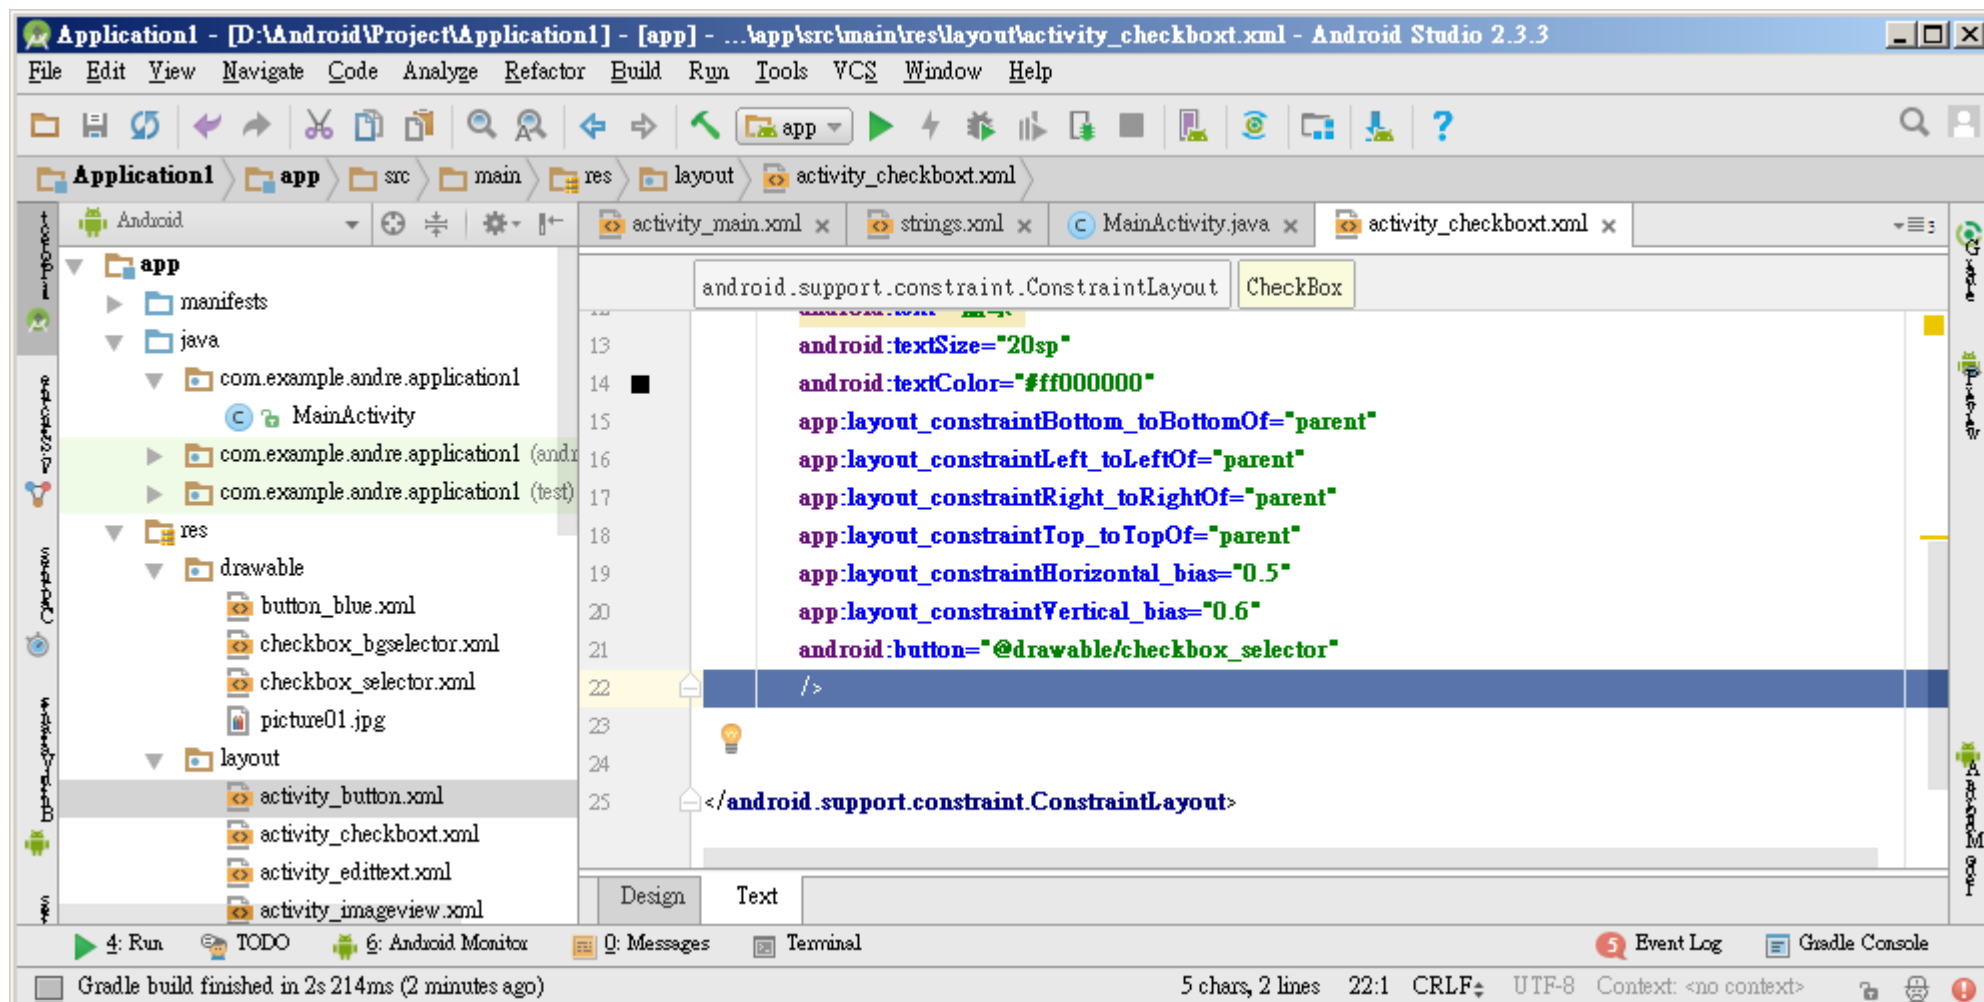 Application1 - [D:\Android\Project\Application1] - [app] - ...\app\src\main\res\layout\activity_checkboxt.xml - Android Studio 2.3.3
File Edit View Navigate Code Analyze Refactor Build Run Tools VCS Window Help
app
Application1 app src main res layout activity_checkboxt.xml
Android
activity_main.xml strings.xml MainActivity.java activity_checkboxt.xml
android.support.constraint.ConstraintLayout CheckBox
app
manifests
java
com.example.andre.application1
MainActivity
com.example.andre.application1 (andr
com.example.andre.application1 (test)
res
drawable
button_blue.xml
checkbox_bgselector.xml
checkbox_selector.xml
picture01.jpg
layout
activity_button.xml
activity_checkboxt.xml
activity_edittext.xml
activity_imageview.xml
13 android:textSize="20sp"
14 android:textColor="#ff000000"
15 app:layout_constraintBottom_toBottomOf="parent"
16 app:layout_constraintLeft_toLeftOf="parent"
17 app:layout_constraintRight_toRightOf="parent"
18 app:layout_constraintTop_toTopOf="parent"
19 app:layout_constraintHorizontal_bias="0.5"
20 app:layout_constraintVertical_bias="0.6"
21 android:button="@drawable/checkbox_selector"
22 />
23
24
25 </android.support.constraint.ConstraintLayout>
Design Text
4: Run TODO 6: Android Monitor 0: Messages Terminal 5 Event Log Gradle Console
Gradle build finished in 2s 214ms (2 minutes ago) 5 chars, 2 lines 22:1 CRLF UTF-8 Context: <no context>